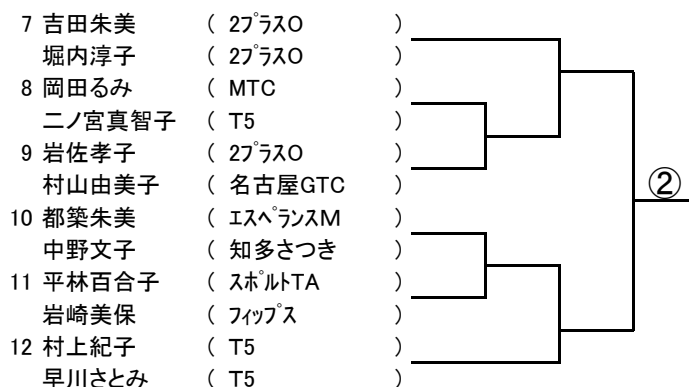 7 吉田朱美 ( 2プラスO )
堀内淳子 ( 2プラスO )
8 岡田るみ ( MTC )
二ノ宮真智子 ( T5 )
9 岩佐孝子 ( 2プラスO )
村山由美子 ( 名古屋GTC )
②
10 都築朱美 ( エスペランスM )
中野文子 ( 知多さつき )
11 平林百合子 ( スポルトTA )
岩崎美保 ( フィップス )
12 村上紀子 ( T5 )
早川さとみ ( T5 )